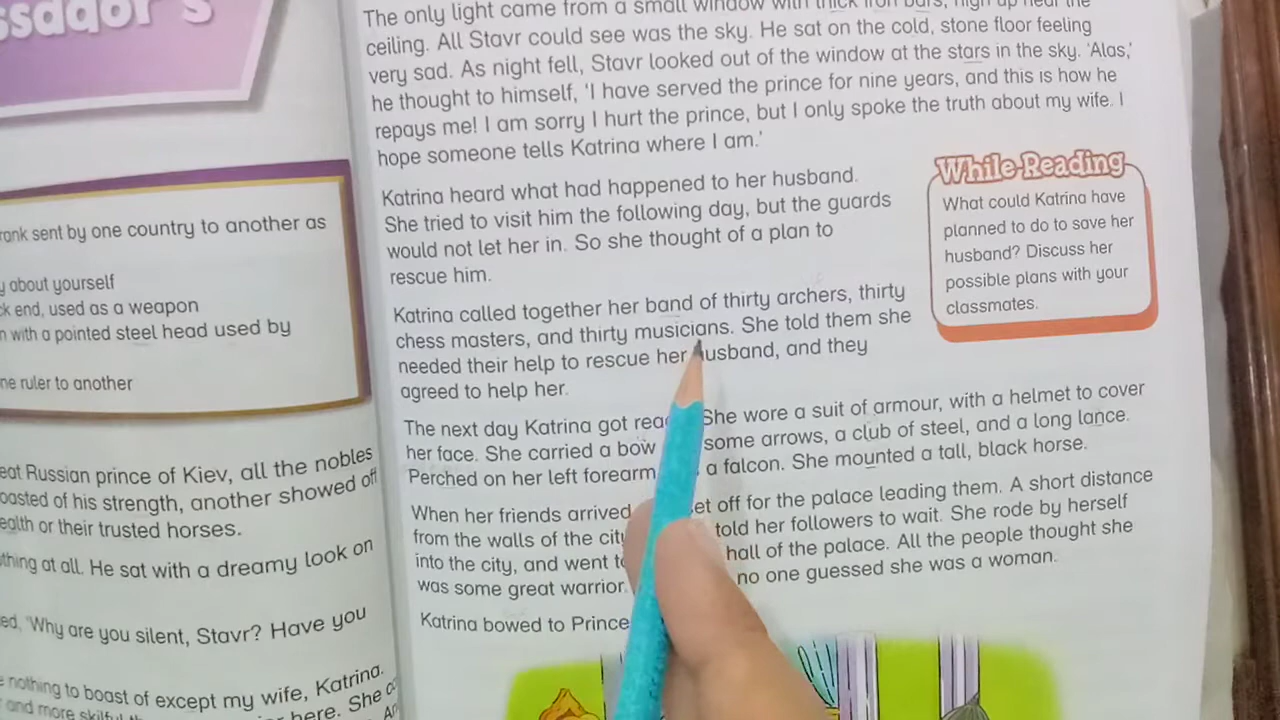 ssador's
rank sent by one country to another as
y about yourself
ck end, used as a weapon
n with a pointed steel head used by
ne ruler to another
eat Russian prince of Kiev, all the nobles
oasted of his strength, another showed off
ealth or their trusted horses.
thing at all. He sat with a dreamy look on
ed, 'Why are you silent, Stavr? Have you
nothing to boast of except my wife, Katrina.
and more skilful here. She
The only light came from a small window with thick iron bars, high up near the
ceiling. All Stavr could see was the sky. He sat on the cold, stone floor feeling
very sad. As night fell, Stavr looked out of the window at the stars in the sky. 'Alas,'
he thought to himself, 'I have served the prince for nine years, and this is how he
repays me! I am sorry I hurt the prince, but I only spoke the truth about my wife. I
hope someone tells Katrina where I am.'
Katrina heard what had happened to her husband.
She tried to visit him the following day, but the guards
would not let her in. So she thought of a plan to
rescue him.
Katrina called together her band of thirty archers, thirty
chess masters, and thirty musicians. She told them she
needed their help to rescue her husband, and they
agreed to help her.
The next day Katrina got She wore a suit of armour, with a helmet to cover
her face. She carried a bow some arrows, a club of steel, and a long lance.
Perched on her left forearm a falcon. She mounted a tall, black horse.
When her friends arrived set off for the palace leading them. A short distance
from the walls of the city told her followers to wait. She rode by herself
into the city, and went hall of the palace. All the people thought she
was some great warrior. no one guessed she was a woman.
Katrina bowed to Prince
While-Reading
What could Katrina have
planned to do to save her
husband? Discuss her
possible plans with your
classmates.